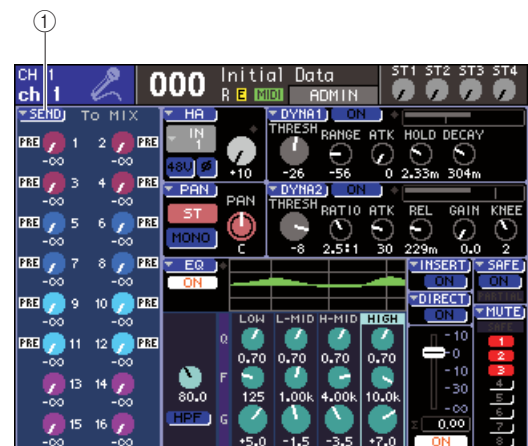 ①
CH 1
ch 1
000 Initial Data
R E MIDI ADMIN
ST1 ST2 ST3 ST4
SEND TO MIX
PRE 1 2 PRE
-∞ -∞
PRE 3 4 PRE
-∞ -∞
PRE 5 6 PRE
-∞ -∞
PRE 7 8 PRE
-∞ -∞
PRE 9 10 PRE
-∞ -∞
PRE 11 12 PRE
-∞ -∞
13 14
-∞ -∞
15 16
-∞ -∞
HA
IN
1
48V Ø
+10
PAN
ST
MONO
PAN
C
DYNA1 ON
THRESH RANGE ATK HOLD DECAY
-26 -56 0 2.33m 304m
DYNA2 ON
THRESH RATIO ATK REL GAIN KNEE
-8 2.5:1 30 229m 0.0 2
EQ
ON
LOW L-MID H-MID HIGH
Q 0.70 0.70 0.70 0.70
F 125 1.00k 4.00k 10.0k
G +5.0 -1.5 -3.5 +7.0
80.0
HPF
INSERT
ON
DIRECT
ON
-10
-0
-10
-30
-∞
Σ 0.00
ON
SAFE
ON
PARTIAL
MUTE
SAFE
1
2
3
4
5
6
7
8